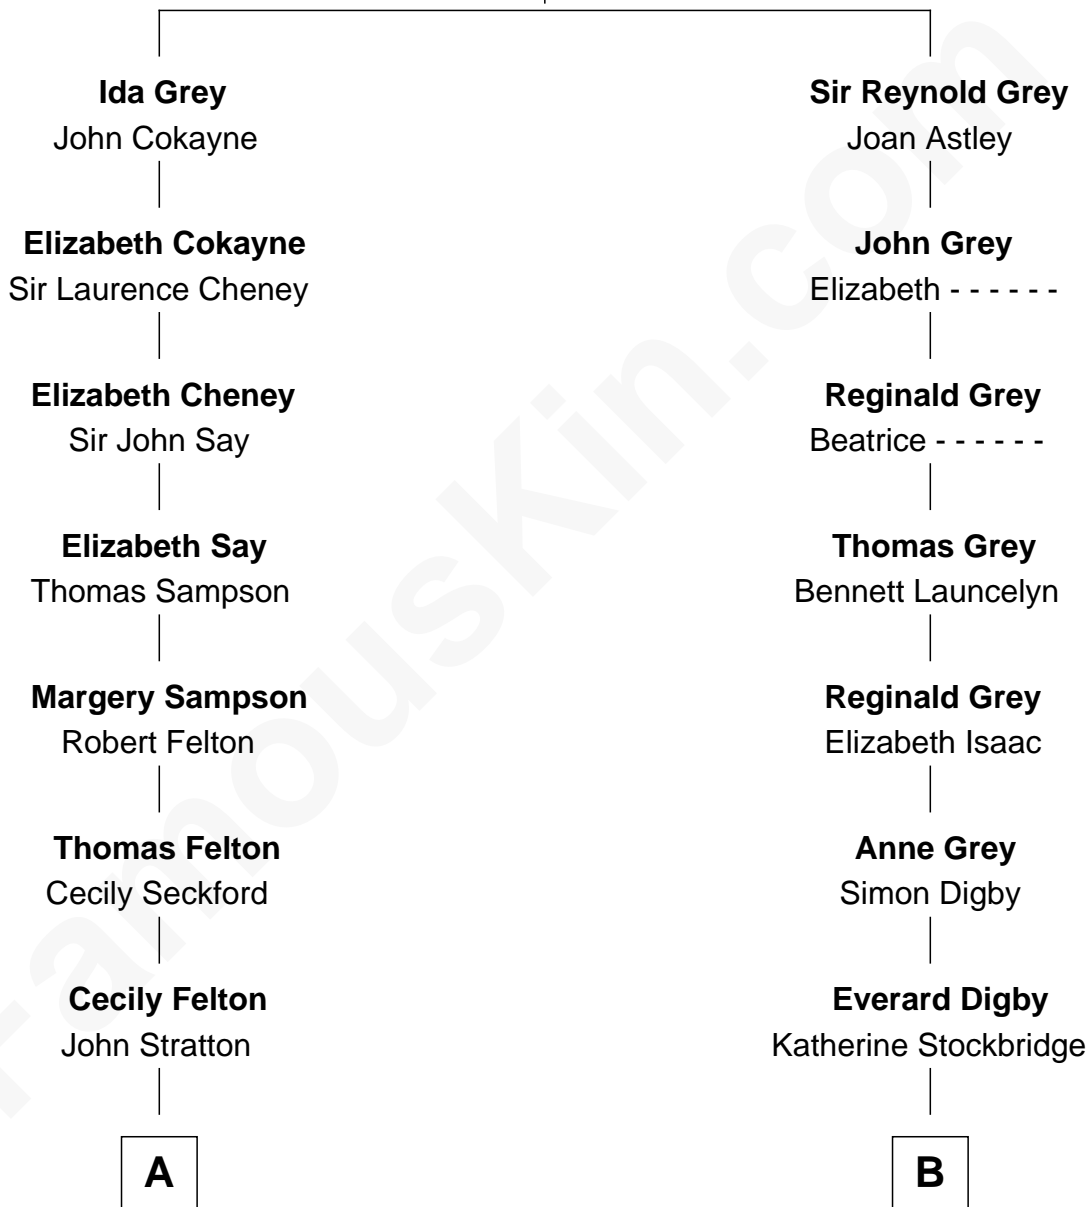 Ida Grey
John Cokayne
Sir Reynold Grey
Joan Astley
Elizabeth Cokayne
Sir Laurence Cheney
John Grey
Elizabeth - - - - - -
Elizabeth Cheney
Sir John Say
Reginald Grey
Beatrice - - - - - -
Elizabeth Say
Thomas Sampson
Thomas Grey
Bennett Launcelyn
Margery Sampson
Robert Felton
Reginald Grey
Elizabeth Isaac
Thomas Felton
Cecily Seckford
Anne Grey
Simon Digby
Cecily Felton
John Stratton
Everard Digby
Katherine Stockbridge
A
B
FamousKin.com